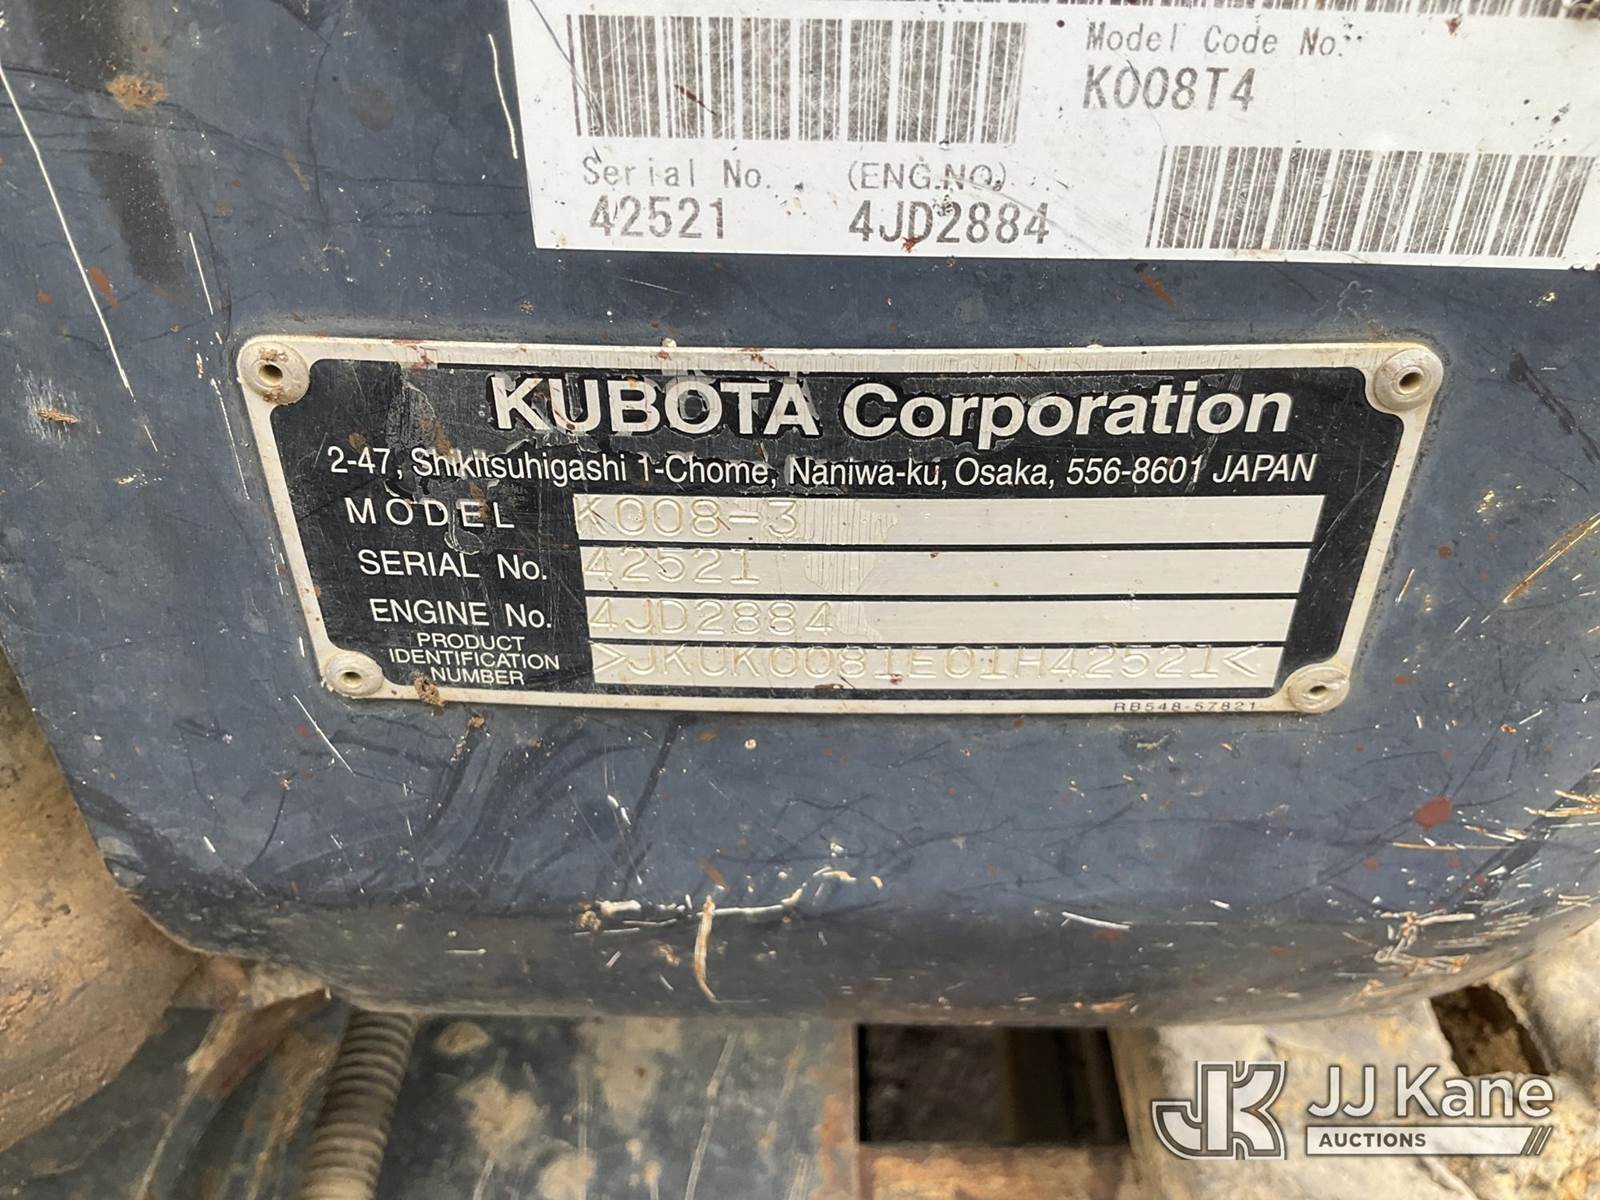 Model Code No.
K008T4
Serial No. (ENG.NO.)
42521 4JD2884
KUBOTA Corporation
2-47, Shikitsuhigashi 1-Chome, Naniwa-ku, Osaka, 556-8601 JAPAN
MODEL K008-3
SERIAL No. 42521
ENGINE No. 4JD2884
PRODUCT
IDENTIFICATION
NUMBER >JKUK0081E01H42521<
RB548-57821
JK JJ Kane
AUCTIONS